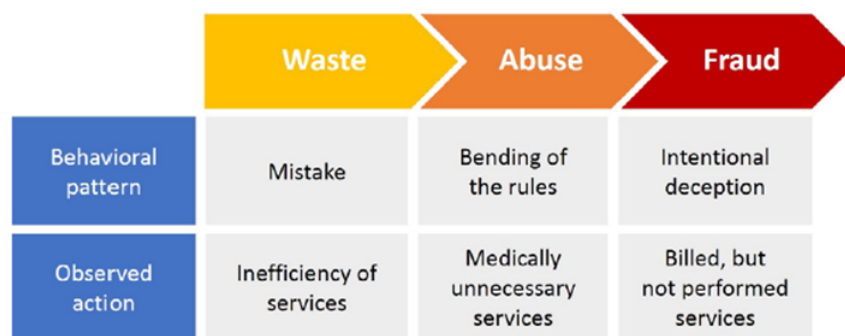 Waste
Abuse
Fraud
Behavioral
pattern
Mistake
Bending of
the rules
Intentional
deception
Observed
action
Inefficiency of
services
Medically
unnecessary
services
Billed, but
not performed
services